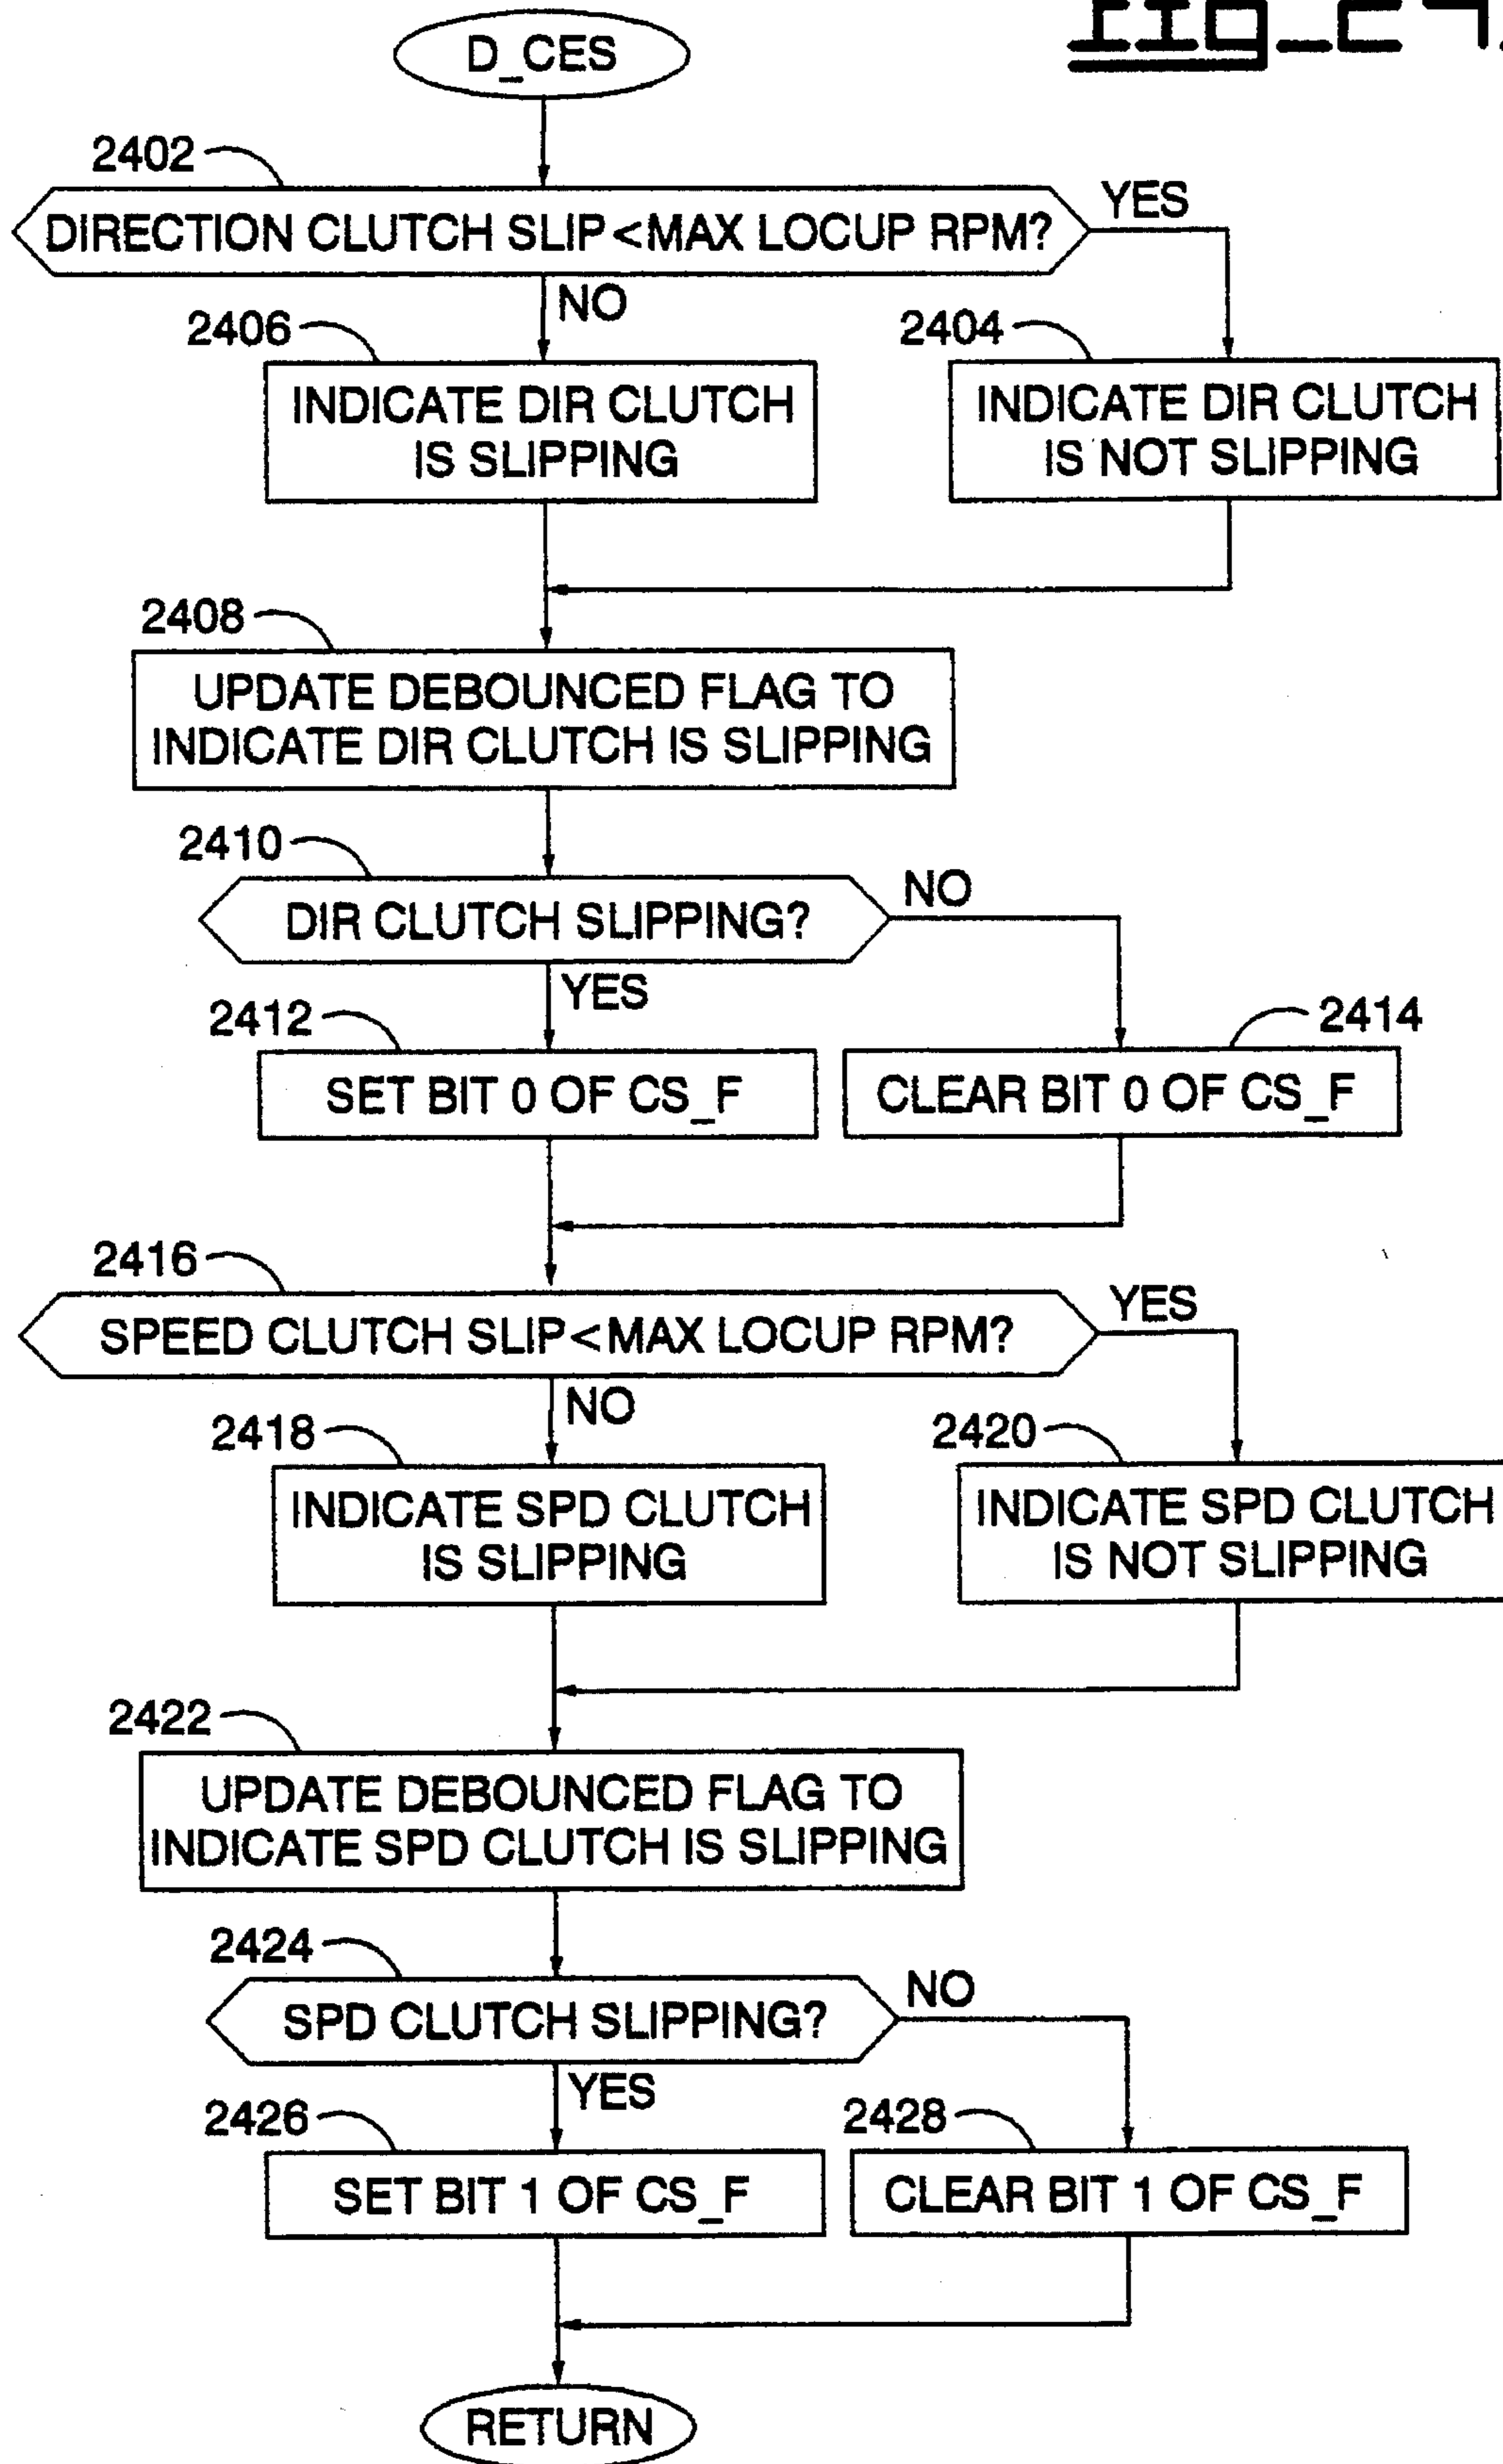 D_CES
2402
DIRECTION CLUTCH SLIP<MAX LOCUP RPM?
YES
NO
2406
2404
INDICATE DIR CLUTCH
IS SLIPPING
INDICATE DIR CLUTCH
IS NOT SLIPPING
2408
UPDATE DEBOUNCED FLAG TO
INDICATE DIR CLUTCH IS SLIPPING
2410
DIR CLUTCH SLIPPING?
NO
YES
2412
2414
SET BIT 0 OF CS_F
CLEAR BIT 0 OF CS_F
2416
SPEED CLUTCH SLIP<MAX LOCUP RPM?
YES
NO
2418
2420
INDICATE SPD CLUTCH
IS SLIPPING
INDICATE SPD CLUTCH
IS NOT SLIPPING
2422
UPDATE DEBOUNCED FLAG TO
INDICATE SPD CLUTCH IS SLIPPING
2424
SPD CLUTCH SLIPPING?
NO
YES
2426
2428
SET BIT 1 OF CS_F
CLEAR BIT 1 OF CS_F
RETURN